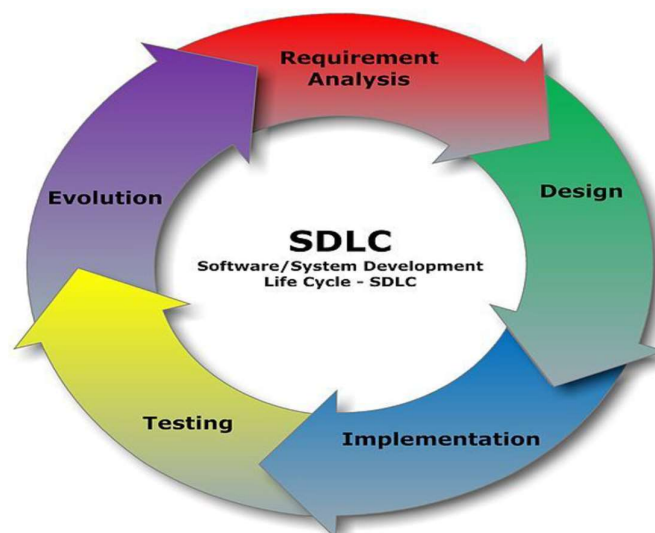 Requirement
Analysis
Design
Evolution
SDLC
Software/System Development
Life Cycle - SDLC
Testing
Implementation